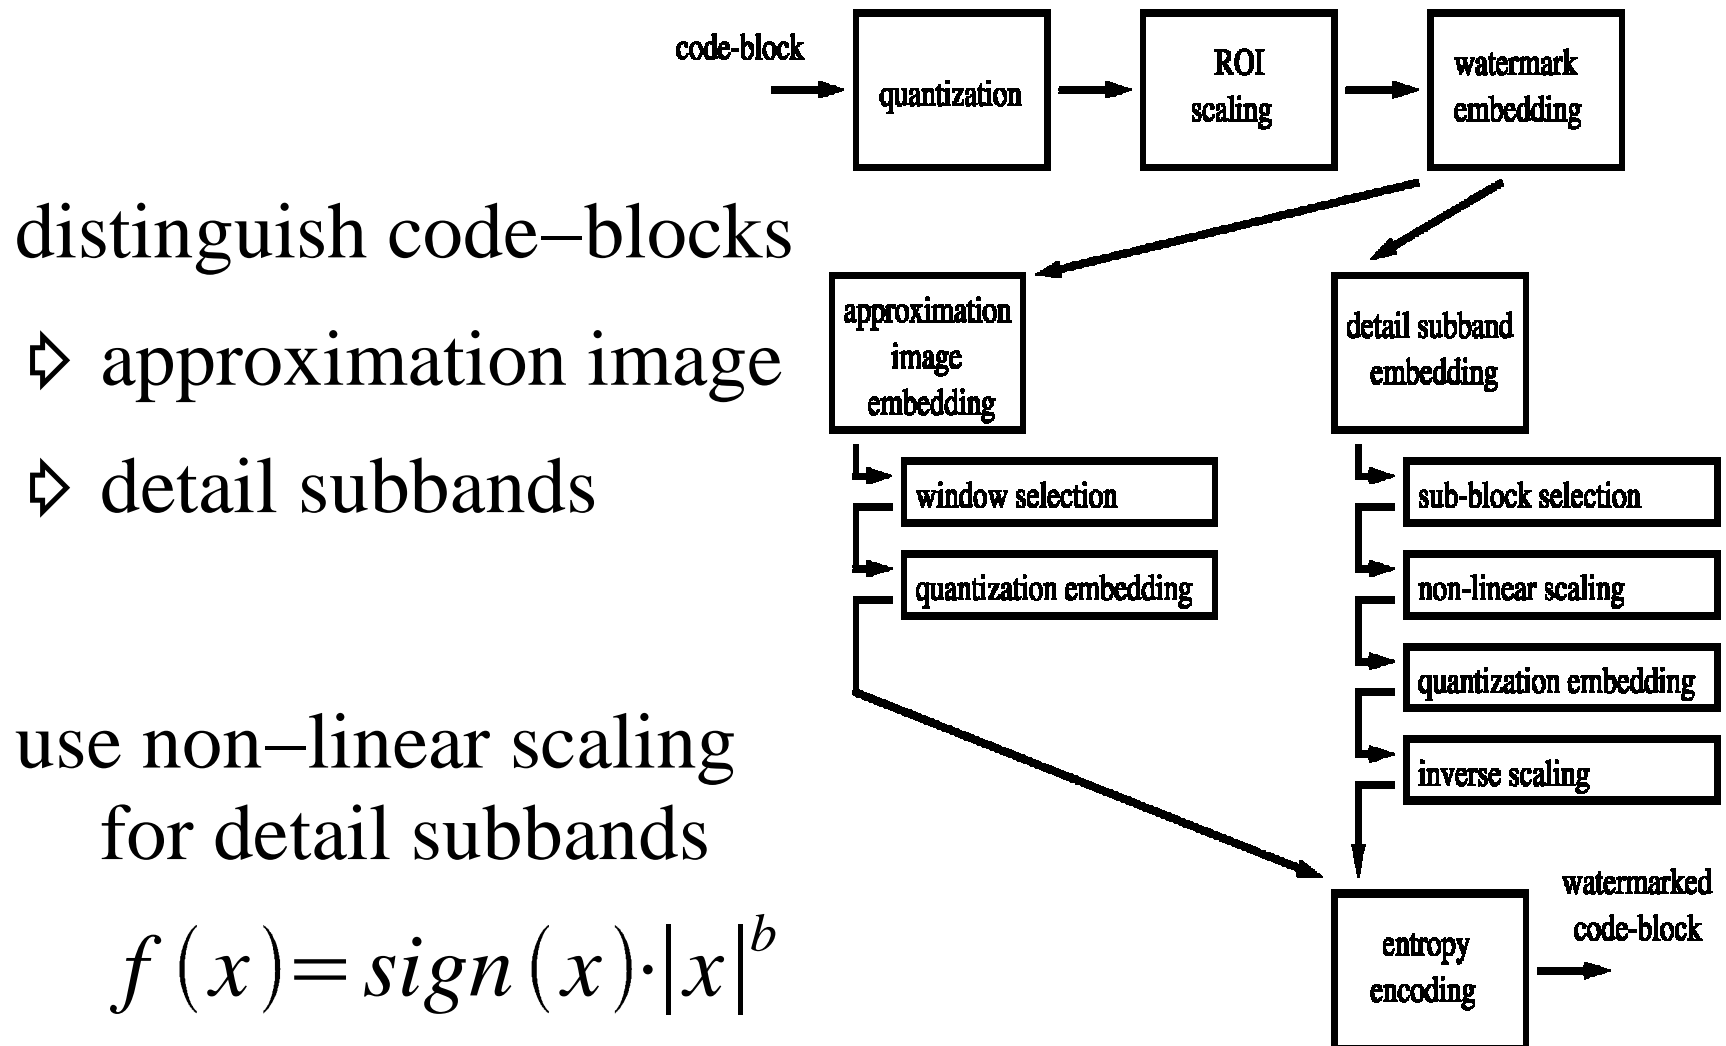 distinguish code–blocks
approximation image
detail subbands
use non–linear scaling
for detail subbands
f(x)=sign(x)·|x|^b
code-block
quantization
ROI
scaling
watermark
embedding
approximation
image
embedding
window selection
quantization embedding
detail subband
embedding
sub-block selection
non-linear scaling
quantization embedding
inverse scaling
entropy
encoding
watermarked
code-block